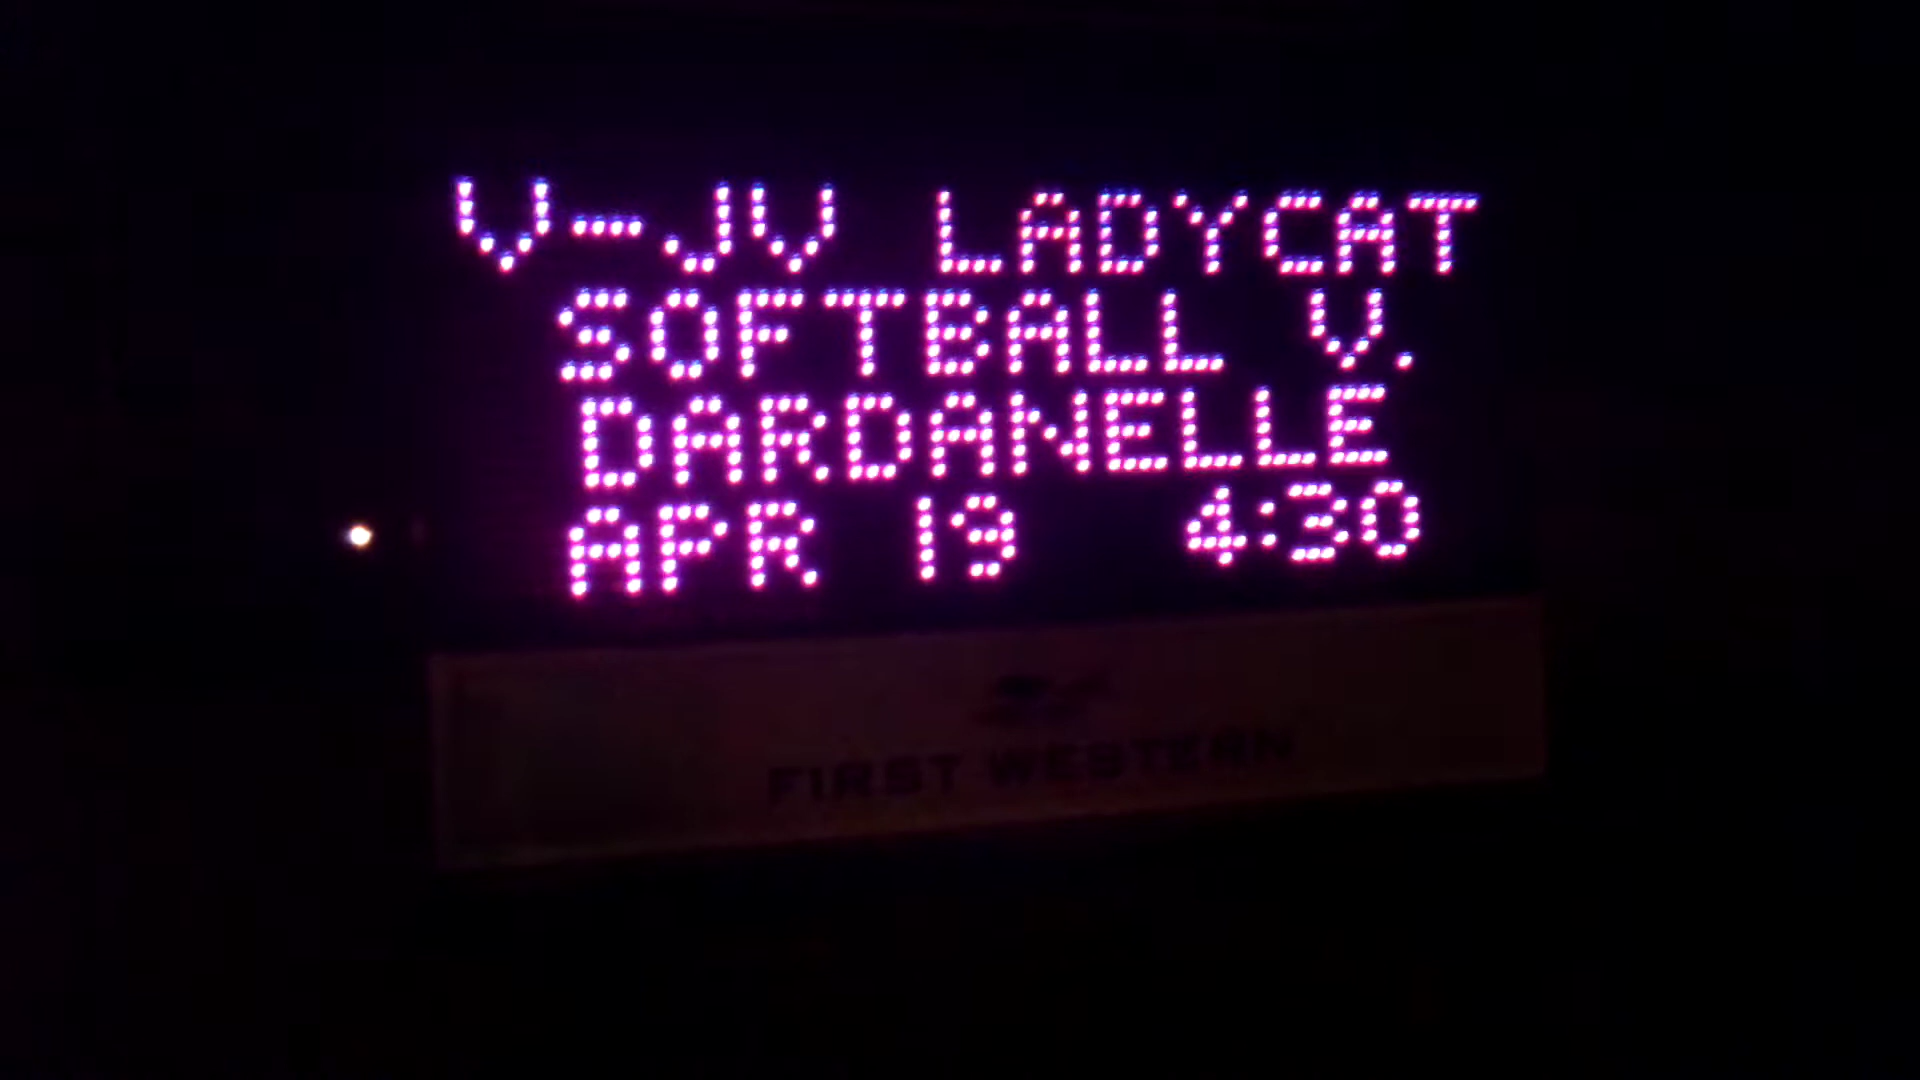 V-JV LADYCAT
SOFTBALL V.
DARDANELLE
APR 19 4:30
FIRST WESTERN